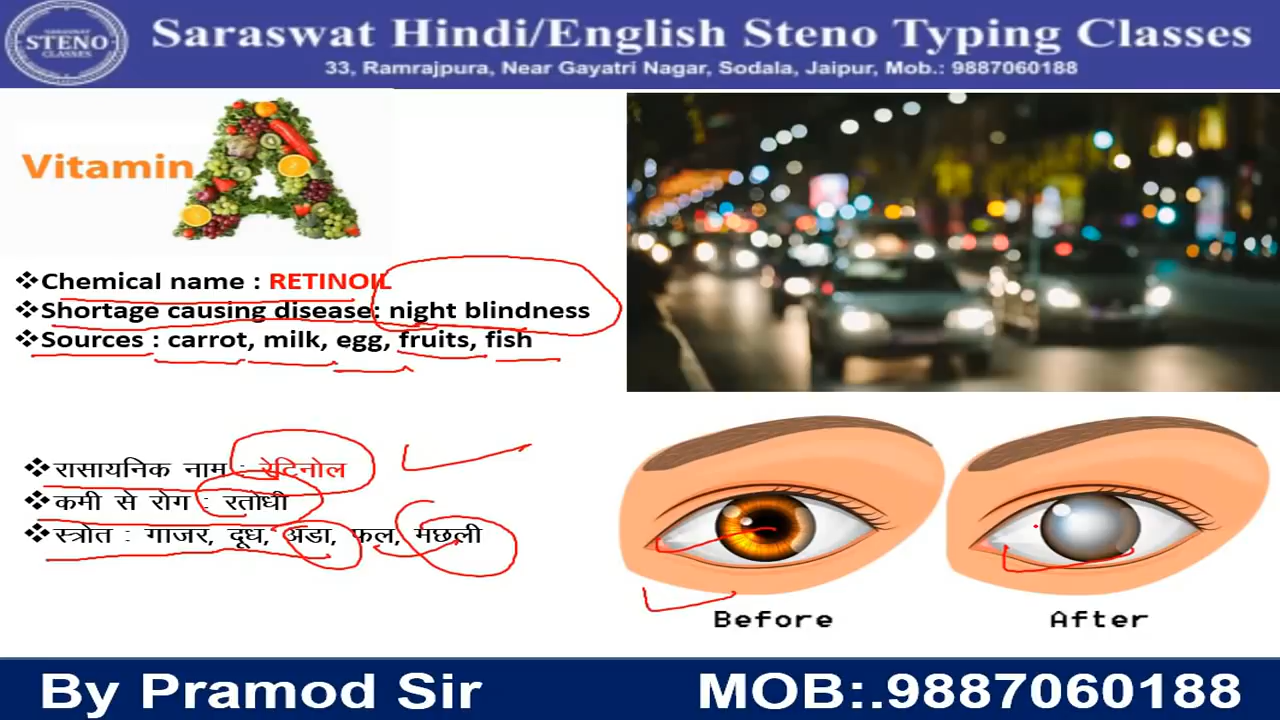 STENO
CLASSES
Saraswat Hindi/English Steno Typing Classes
33, Ramrajpura, Near Gayatri Nagar, Sodala, Jaipur, Mob.: 9887060188
Vitamin A
❖Chemical name : RETINOIL
❖Shortage causing disease: night blindness
❖Sources : carrot, milk, egg, fruits, fish
❖रासायनिक नाम : रेटिनोल
❖कमी से रोग : रतोंधी
❖स्त्रोत : गाजर, दूध, अंडा, फल, मछली
Before
After
By Pramod Sir
MOB:.9887060188